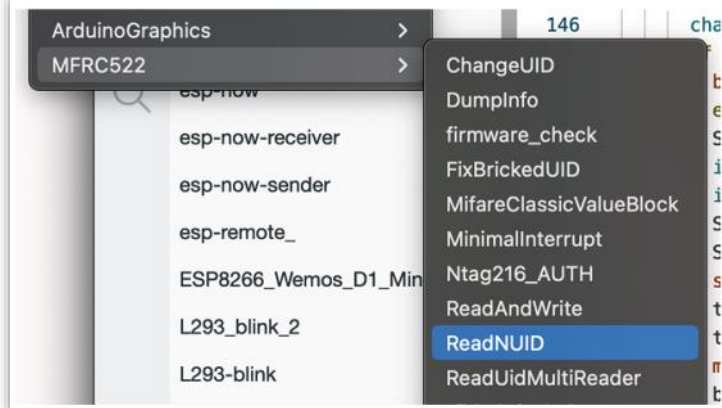 ArduinoGraphics >
MFRC522 >
esp-now
esp-now-receiver
esp-now-sender
esp-remote_
ESP8266_Wemos_D1_Min
L293_blink_2
L293-blink
ChangeUID
DumpInfo
firmware_check
FixBrickedUID
MifareClassicValueBlock
MinimalInterrupt
Ntag216_AUTH
ReadAndWrite
ReadNUID
ReadUidMultiReader
146
cha